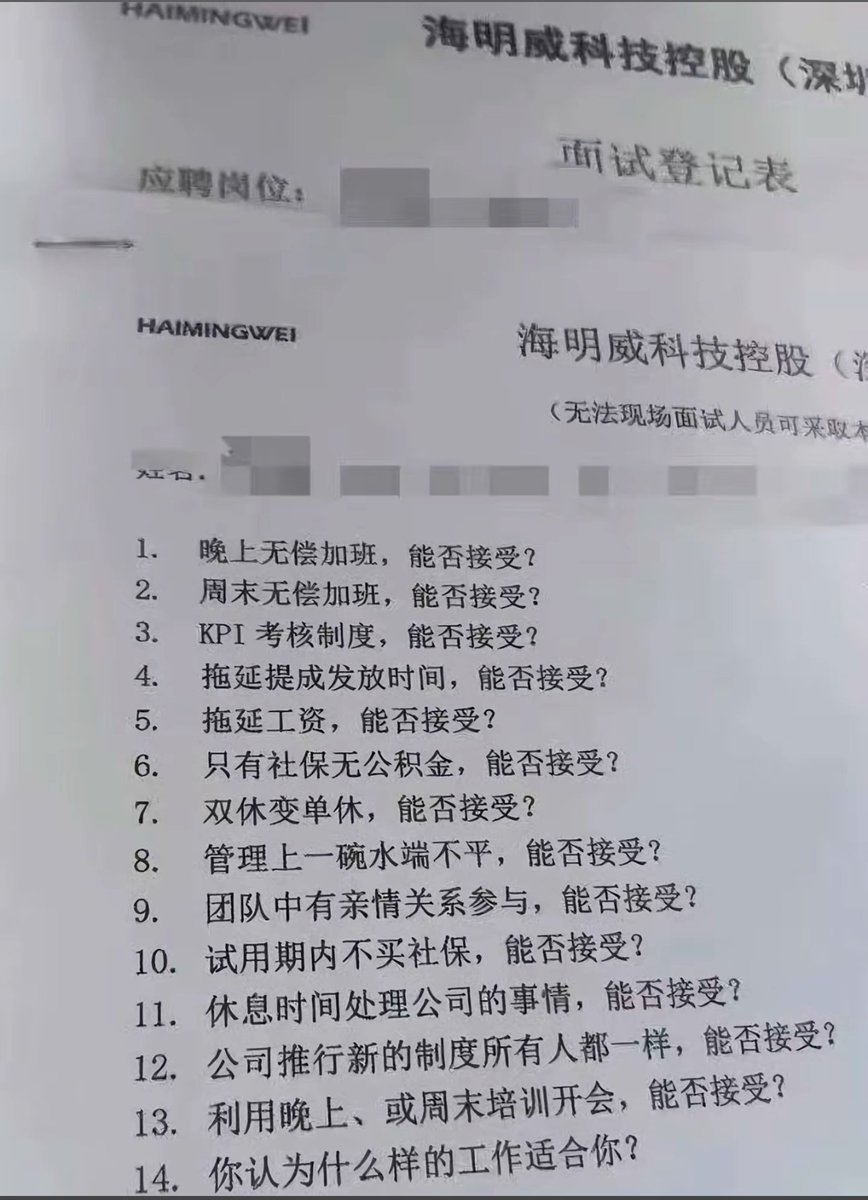 HAIMINGWEI
海明威科技控股（深圳
面试登记表
应聘岗位：
HAIMINGWEI
海明威科技控股（深
（无法现场面试人员可采取本
姓名：
1. 晚上无偿加班，能否接受？
2. 周末无偿加班，能否接受？
3. KPI 考核制度，能否接受？
4. 拖延提成发放时间，能否接受？
5. 拖延工资，能否接受？
6. 只有社保无公积金，能否接受？
7. 双休变单休，能否接受？
8. 管理上一碗水端不平，能否接受？
9. 团队中有亲情关系参与，能否接受？
10. 试用期内不买社保，能否接受？
11. 休息时间处理公司的事情，能否接受？
12. 公司推行新的制度所有人都一样，能否接受？
13. 利用晚上、或周末培训开会，能否接受？
14. 你认为什么样的工作适合你？